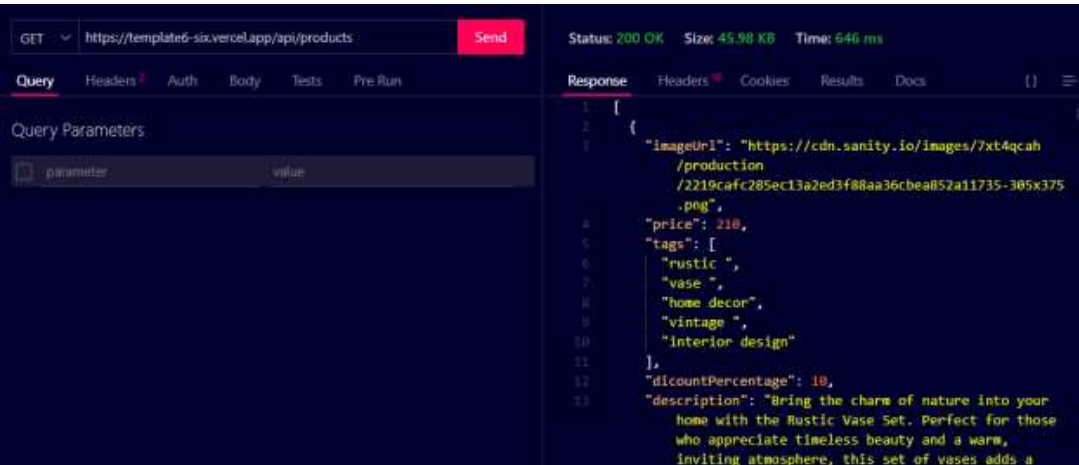 GET https://template6-six.vercel.app/api/products Send
Query Headers 2 Auth Body Tests Pre Run
Query Parameters
parameter value
Status: 200 OK Size: 45.98 KB Time: 646 ms
Response Headers Cookies Results Docs {}
1 [
2 {
3 "imageUrl": "https://cdn.sanity.io/images/7xt4qcah
/production
/2219cafc285ec13a2ed3f88aa36cbea852a11735-305x375
.png",
4 "price": 210,
5 "tags": [
6 "rustic ",
7 "vase ",
8 "home decor",
9 "vintage ",
10 "interior design"
11 ],
12 "dicountPercentage": 10,
13 "description": "Bring the charm of nature into your
home with the Rustic Vase Set. Perfect for those
who appreciate timeless beauty and a warm,
inviting atmosphere, this set of vases adds a